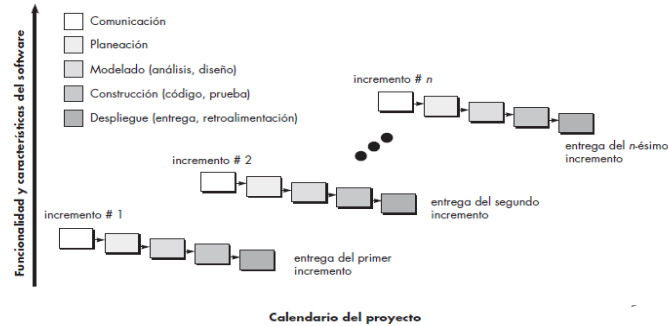 Funcionalidad y características del software
Comunicación
Planeación
Modelado (análisis, diseño)
Construcción (código, prueba)
Despliegue (entrega, retroalimentación)
incremento # n
entrega del n-ésimo
incremento
incremento # 2
entrega del segundo
incremento
incremento # 1
entrega del primer
incremento
Calendario del proyecto